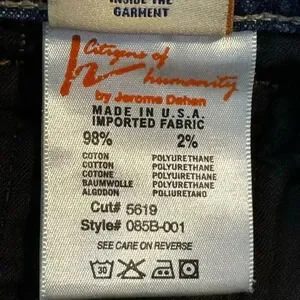 INSIDE THE
GARMENT
Citizens of
humanity
by Jerome Dahan
MADE IN U.S.A.
IMPORTED FABRIC
98% 2%
COTON POLYURETHANE
COTTON POLYURETHANE
COTONE POLYURETHANE
BAUMWOLLE POLYURETHANE
ALGODON POLIURETANO
Cut# 5619
Style# 085B-001
SEE CARE ON REVERSE
30